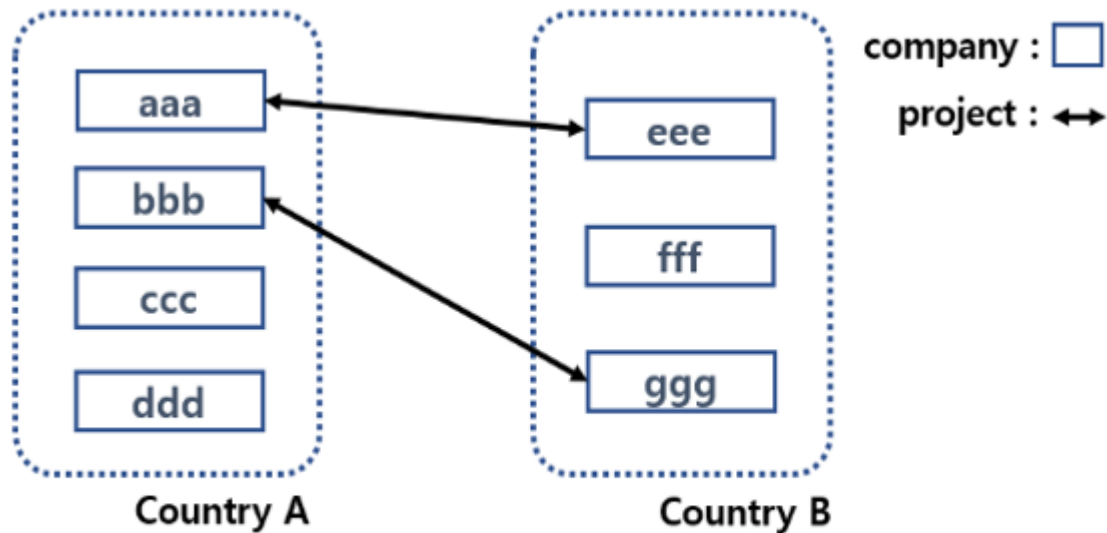 aaa
bbb
ccc
ddd
Country A
eee
fff
ggg
Country B
company :
project :